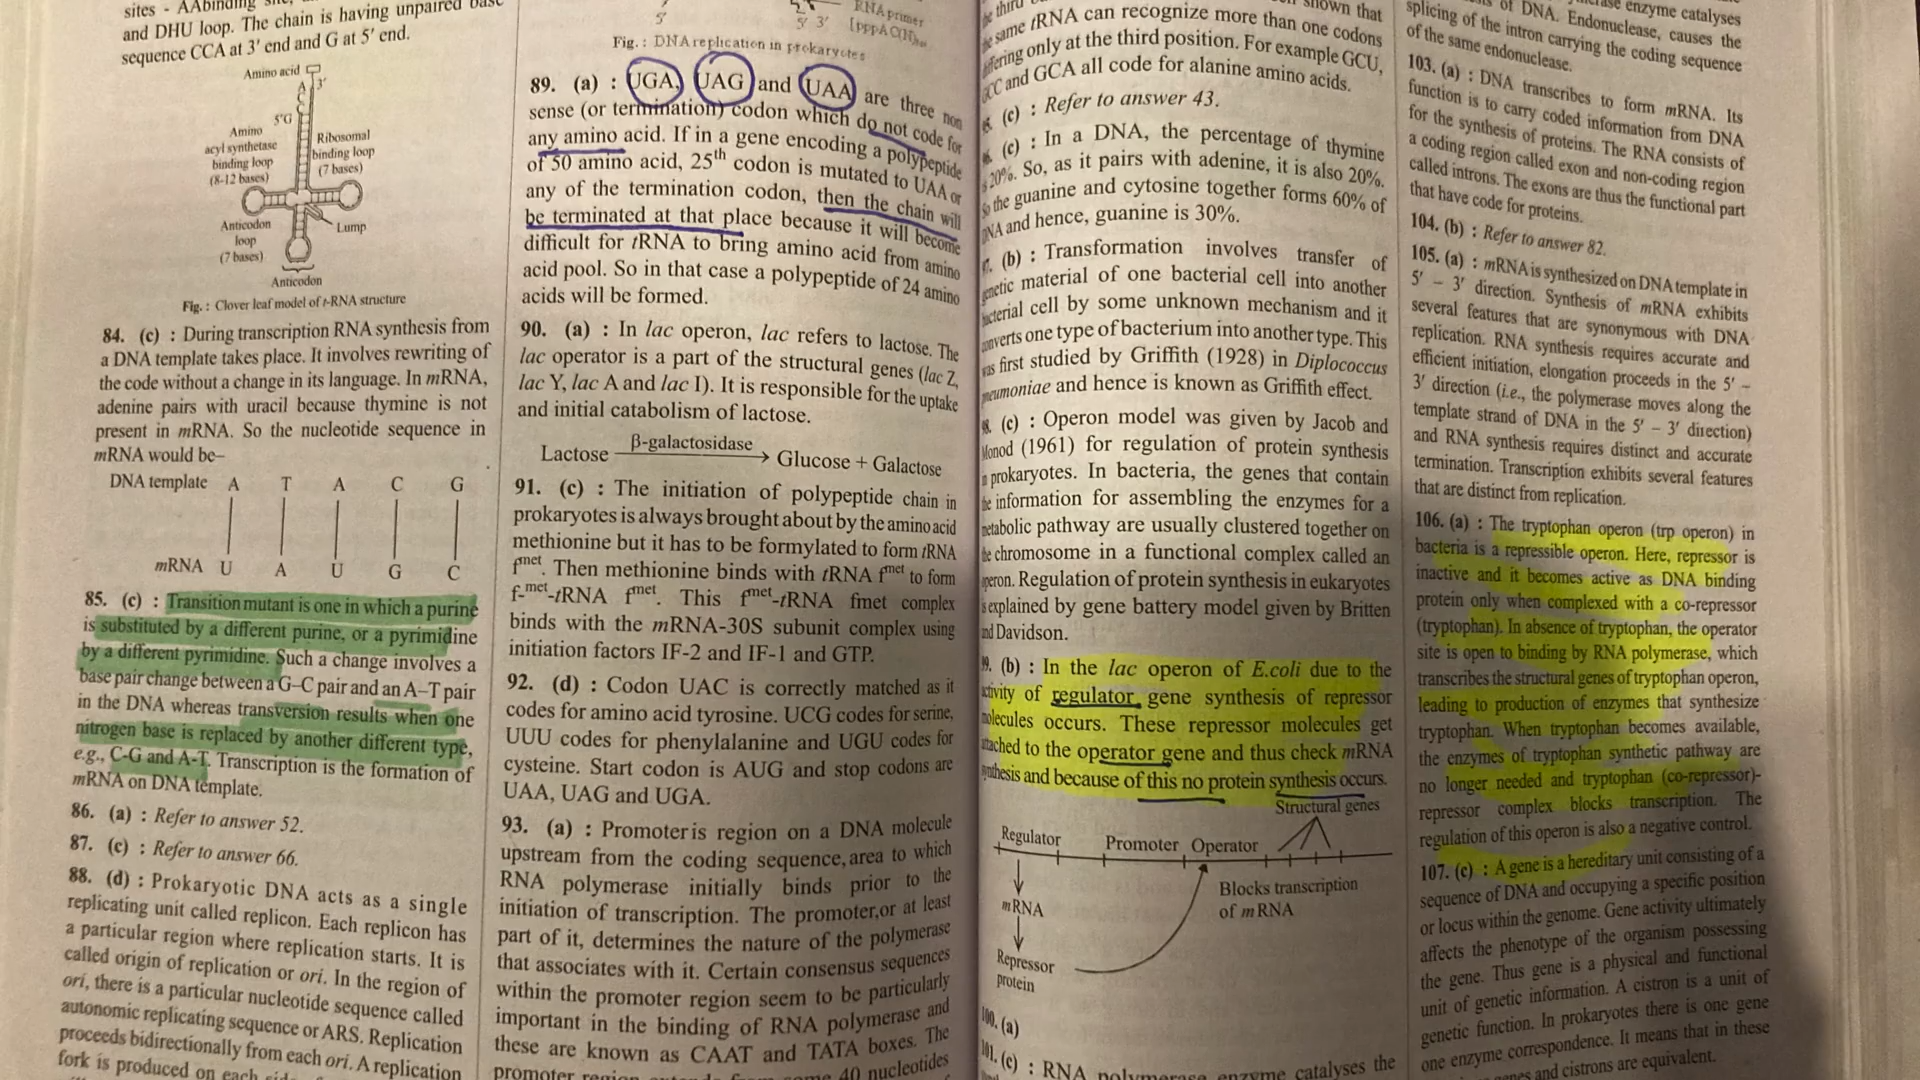 sites - AAbinding
and DHU loop. The chain is having unpaired base
sequence CCA at 3' end and G at 5' end.
Amino acid
3'
A
C
C
5'G
Amino
acyl synthetase
binding loop
(8-12 bases)
Ribosomal
binding loop
(7 bases)
Anticodon
loop
(7 bases)
Lump
Anticodon
Fig. : Clover leaf model of t-RNA structure
84. (c) : During transcription RNA synthesis from
a DNA template takes place. It involves rewriting of
the code without a change in its language. In mRNA,
adenine pairs with uracil because thymine is not
present in mRNA. So the nucleotide sequence in
mRNA would be–
DNA template A T A C G
mRNA U A U G C
85. (c) : Transition mutant is one in which a purine
is substituted by a different purine, or a pyrimidine
by a different pyrimidine. Such a change involves a
base pair change between a G–C pair and an A–T pair
in the DNA whereas transversion results when one
nitrogen base is replaced by another different type,
e.g., C-G and A-T. Transcription is the formation of
mRNA on DNA template.
86. (a) : Refer to answer 52.
87. (c) : Refer to answer 66.
88. (d) : Prokaryotic DNA acts as a single
replicating unit called replicon. Each replicon has
a particular region where replication starts. It is
called origin of replication or ori. In the region of
ori, there is a particular nucleotide sequence called
autonomic replicating sequence or ARS. Replication
proceeds bidirectionally from each ori. A replication
fork is produced on each
5'
5' 3'
RNA primer
Fig. : DNA replication in prokaryotes
89. (a) : UGA, UAG and UAA are three non
sense (or termination) codon which do not code for
any amino acid. If in a gene encoding a polypeptide
of 50 amino acid, 25th codon is mutated to UAA or
any of the termination codon, then the chain will
be terminated at that place because it will become
difficult for tRNA to bring amino acid from amino
acid pool. So in that case a polypeptide of 24 amino
acids will be formed.
90. (a) : In lac operon, lac refers to lactose. The
lac operator is a part of the structural genes (lac Z,
lac Y, lac A and lac I). It is responsible for the uptake
and initial catabolism of lactose.
Lactose β-galactosidase → Glucose + Galactose
91. (c) : The initiation of polypeptide chain in
prokaryotes is always brought about by the amino acid
methionine but it has to be formylated to form tRNA
fmet. Then methionine binds with tRNA fmet to form
f-met-tRNA fmet. This fmet-tRNA fmet complex
binds with the mRNA-30S subunit complex using
initiation factors IF-2 and IF-1 and GTP.
92. (d) : Codon UAC is correctly matched as it
codes for amino acid tyrosine. UCG codes for serine,
UUU codes for phenylalanine and UGU codes for
cysteine. Start codon is AUG and stop codons are
UAA, UAG and UGA.
93. (a) : Promoter is region on a DNA molecule
upstream from the coding sequence, area to which
RNA polymerase initially binds prior to the
initiation of transcription. The promoter, or at least
part of it, determines the nature of the polymerase
that associates with it. Certain consensus sequences
within the promoter region seem to be particularly
important in the binding of RNA polymerase and
these are known as CAAT and TATA boxes. The
promoter region 40 nucleotides
third shown that
same tRNA can recognize more than one codons
differing only at the third position. For example GCU,
GCC and GCA all code for alanine amino acids.
(c) : Refer to answer 43.
(c) : In a DNA, the percentage of thymine
20%. So, as it pairs with adenine, it is also 20%.
So the guanine and cytosine together forms 60% of
DNA and hence, guanine is 30%.
(b) : Transformation involves transfer of
genetic material of one bacterial cell into another
bacterial cell by some unknown mechanism and it
converts one type of bacterium into another type. This
was first studied by Griffith (1928) in Diplococcus
pneumoniae and hence is known as Griffith effect.
(c) : Operon model was given by Jacob and
Monod (1961) for regulation of protein synthesis
in prokaryotes. In bacteria, the genes that contain
the information for assembling the enzymes for a
metabolic pathway are usually clustered together on
the chromosome in a functional complex called an
operon. Regulation of protein synthesis in eukaryotes
is explained by gene battery model given by Britten
and Davidson.
99. (b) : In the lac operon of E.coli due to the
activity of regulator gene synthesis of repressor
molecules occurs. These repressor molecules get
attached to the operator gene and thus check mRNA
synthesis and because of this no protein synthesis occurs.
Structural genes
Regulator
Promoter Operator
mRNA
Blocks transcription
of mRNA
Repressor
protein
100. (a)
101. (c) : RNA polymerase enzyme catalyses the
enzyme catalyses
of DNA. Endonuclease, causes the
splicing of the intron carrying the coding sequence
of the same endonuclease.
103. (a) : DNA transcribes to form mRNA. Its
function is to carry coded information from DNA
for the synthesis of proteins. The RNA consists of
a coding region called exon and non-coding region
called introns. The exons are thus the functional part
that have code for proteins.
104. (b) : Refer to answer 82.
105. (a) : mRNA is synthesized on DNA template in
5' – 3' direction. Synthesis of mRNA exhibits
several features that are synonymous with DNA
replication. RNA synthesis requires accurate and
efficient initiation, elongation proceeds in the 5' –
3' direction (i.e., the polymerase moves along the
template strand of DNA in the 5' – 3' direction)
and RNA synthesis requires distinct and accurate
termination. Transcription exhibits several features
that are distinct from replication.
106. (a) : The tryptophan operon (trp operon) in
bacteria is a repressible operon. Here, repressor is
inactive and it becomes active as DNA binding
protein only when complexed with a co-repressor
(tryptophan). In absence of tryptophan, the operator
site is open to binding by RNA polymerase, which
transcribes the structural genes of tryptophan operon,
leading to production of enzymes that synthesize
tryptophan. When tryptophan becomes available,
the enzymes of tryptophan synthetic pathway are
no longer needed and tryptophan (co-repressor)-
repressor complex blocks transcription. The
regulation of this operon is also a negative control.
107. (c) : A gene is a hereditary unit consisting of a
sequence of DNA and occupying a specific position
or locus within the genome. Gene activity ultimately
affects the phenotype of the organism possessing
the gene. Thus gene is a physical and functional
unit of genetic information. A cistron is a unit of
genetic function. In prokaryotes there is one gene
one enzyme correspondence. It means that in these
genes and cistrons are equivalent.